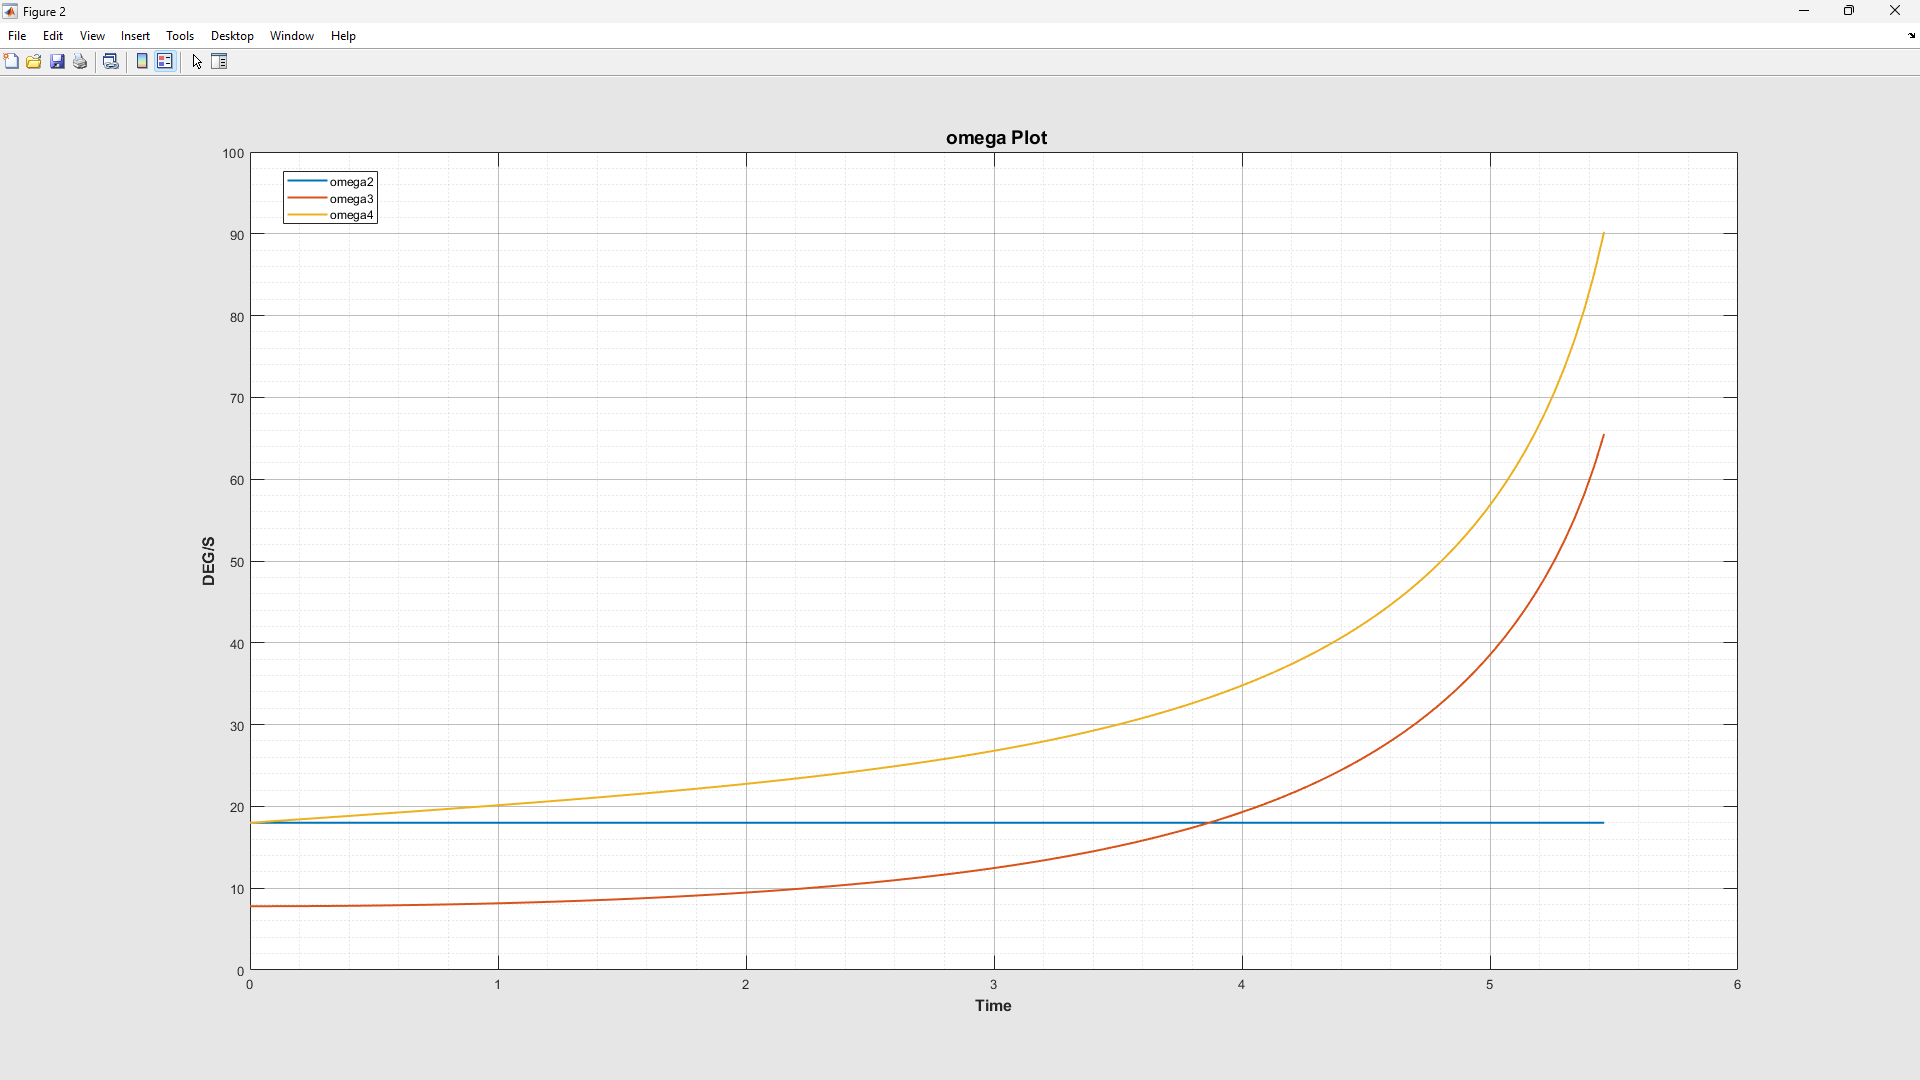 Figure 2
File Edit View Insert Tools Desktop Window Help
omega Plot
omega2
omega3
omega4
DEG/S
100
90
80
70
60
50
40
30
20
10
0
0 1 2 3 4 5 6
Time